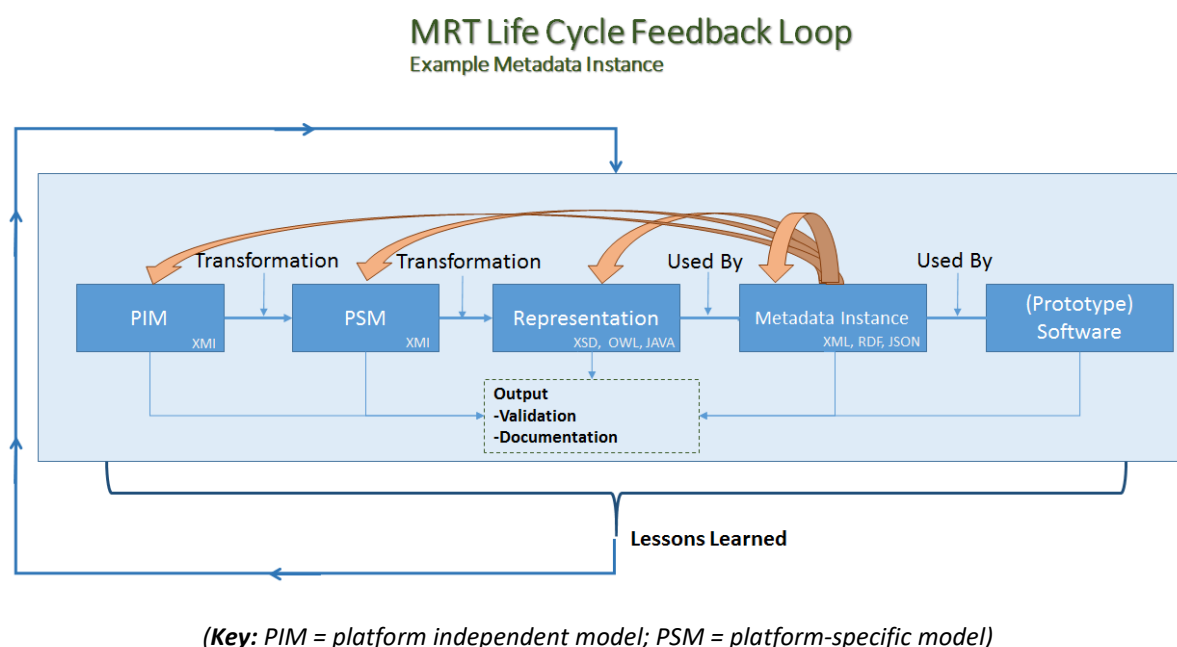 MRT Life Cycle Feedback Loop
Example Metadata Instance
Transformation
Transformation
Used By
Used By
PIM
XMI
PSM
XMI
Representation
XSD, OWL, JAVA
Metadata Instance
XML, RDF, JSON
(Prototype)
Software
Output
-Validation
-Documentation
Lessons Learned
(Key: PIM = platform independent model; PSM = platform-specific model)